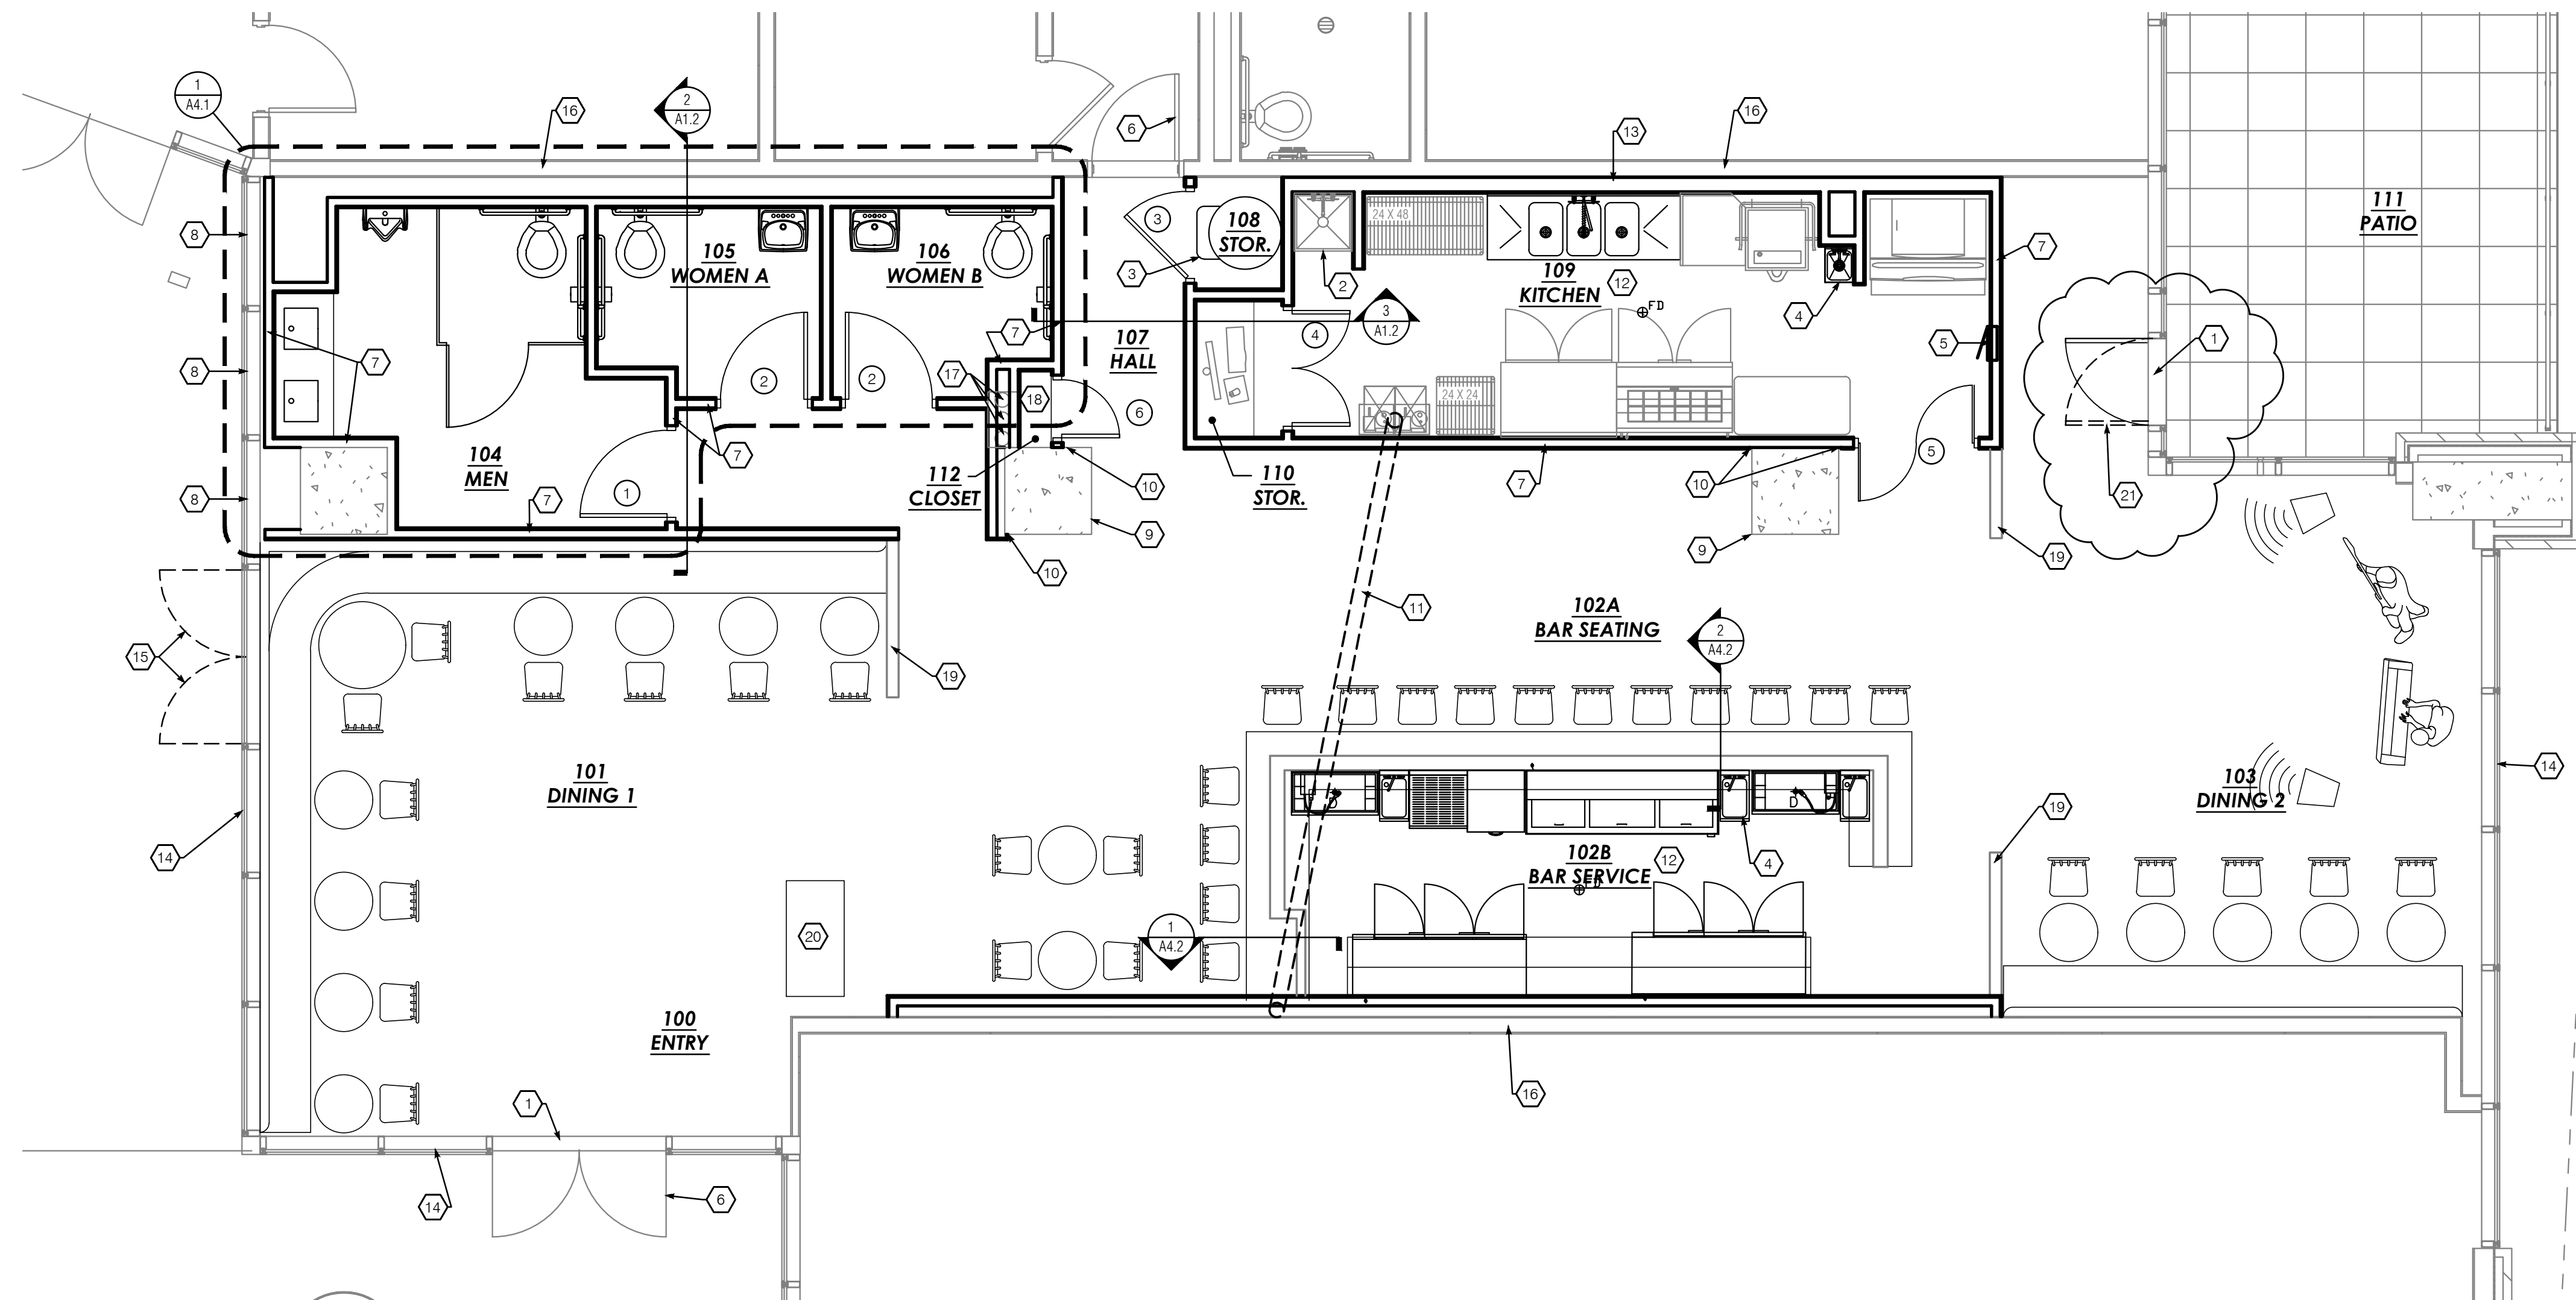 1
A4.1
2
A1.2
16
6
13
16
8
3
108
STOR.
3
24 X 48
2
105
WOMEN A
106
WOMEN B
109
KITCHEN
12
FD
4
7
111
PATIO
8
7
2
2
7
17
18
107
HALL
6
3
A1.2
4
24 X 24
5
5
1
21
8
104
MEN
7
7
1
112
CLOSET
10
9
10
110
STOR.
7
10
9
19
15
19
11
102A
BAR SEATING
2
A4.2
14
101
DINING 1
14
20
D
D
102B
BAR SERVICE
12
FD
4
19
103
DINING 2
1
A4.2
100
ENTRY
1
16
14
6